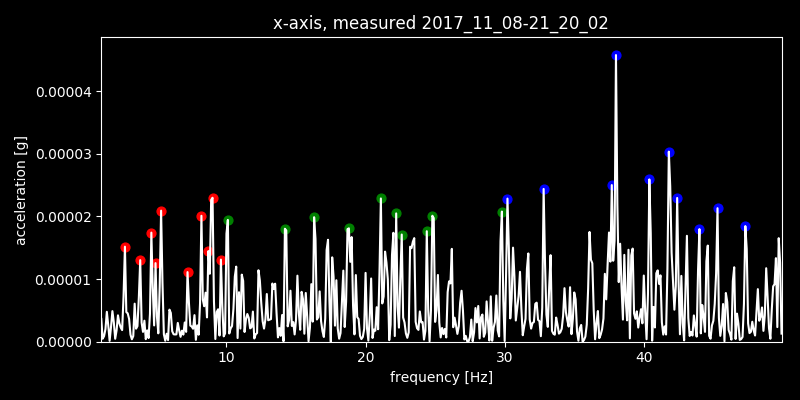 x-axis, measured 2017_11_08-21_20_02
0.00004
0.00003
0.00002
0.00001
0.00000
acceleration [g]
10 20 30 40
frequency [Hz]